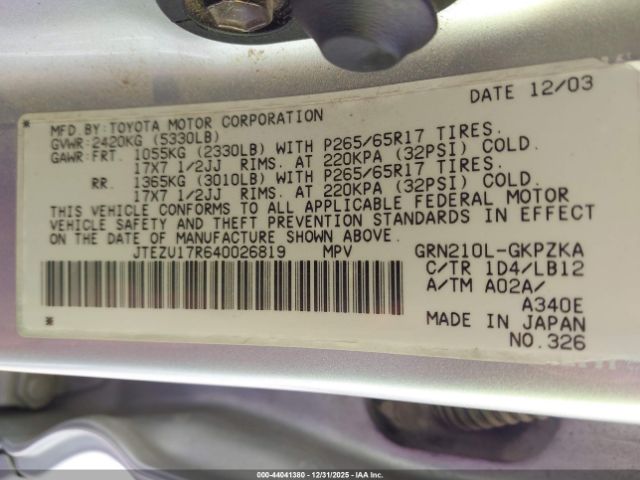 DATE 12/03
* MFD BY: TOYOTA MOTOR CORPORATION
GVWR: 2420KG (5330LB)
GAWR: FRT. 1055KG (2330LB) WITH P265/65R17 TIRES.
17X7 1/2JJ RIMS. AT 220KPA (32PSI) COLD.
RR. 1365KG (3010LB) WITH P265/65R17 TIRES.
17X7 1/2JJ RIMS. AT 220KPA (32PSI) COLD.
THIS VEHICLE CONFORMS TO ALL APPLICABLE FEDERAL MOTOR
VEHICLE SAFETY AND THEFT PREVENTION STANDARDS IN EFFECT
ON THE DATE OF MANUFACTURE SHOWN ABOVE.
JTEZU17R640026819 MPV GRN210L-GKPZKA
C/TR 1D4/LB12
A/TM A02A/
A340E
* MADE IN JAPAN
NO.326
000-44041380 - 12/31/2025 - IAA Inc.